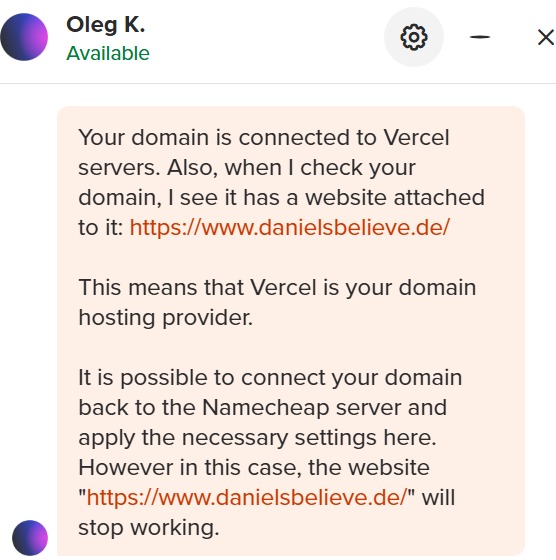 Oleg K.
Available
Your domain is connected to Vercel
servers. Also, when I check your
domain, I see it has a website attached
to it: https://www.danielsbelieve.de/
This means that Vercel is your domain
hosting provider.
It is possible to connect your domain
back to the Namecheap server and
apply the necessary settings here.
However in this case, the website
"https://www.danielsbelieve.de/" will
stop working.